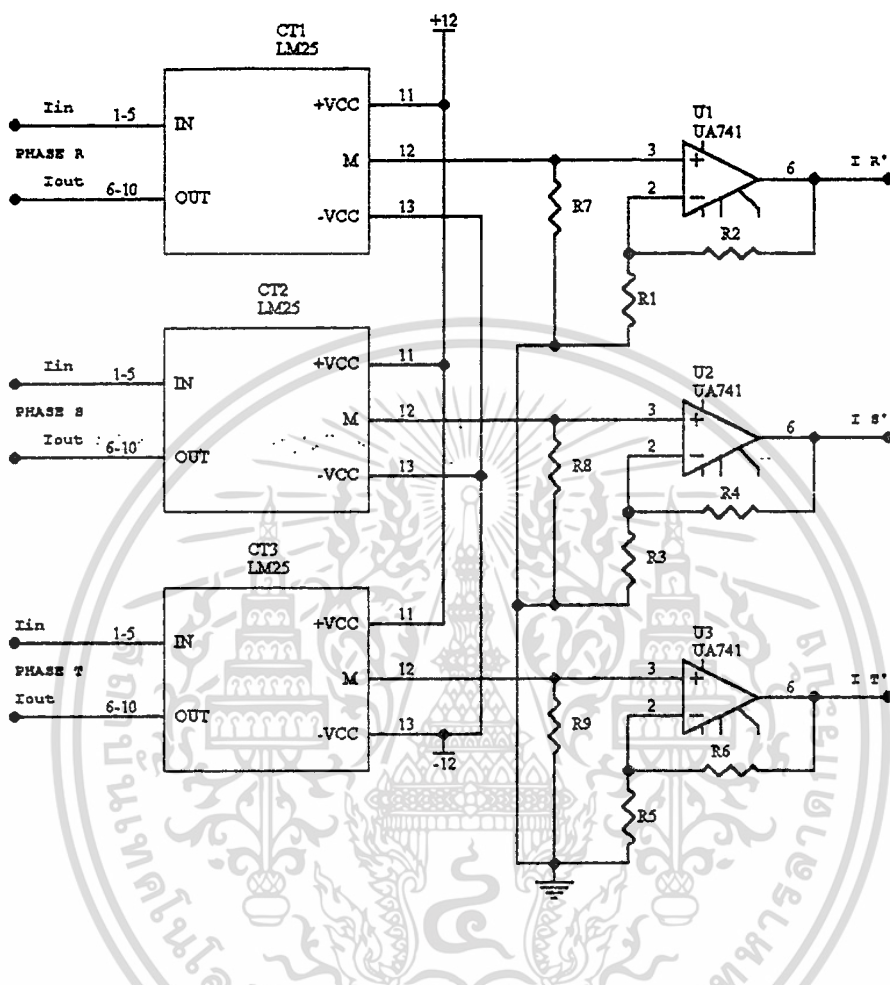 +12
CT1
LM25
Iin
1-5
IN
PHASE R
Iout
6-10
OUT
+VCC
11
M
12
-VCC
13
R7
U1
UA741
3
+
2
-
6
I R'
R2
R1
CT2
LM25
Iin
1-5
IN
PHASE S
Iout
6-10
OUT
+VCC
11
M
12
-VCC
13
R8
U2
UA741
3
+
2
-
6
I S'
R4
R3
CT3
LM25
Iin
1-5
IN
PHASE T
Iout
6-10
OUT
+VCC
11
M
12
-VCC
13
-12
R9
U3
UA741
3
+
2
-
6
I T'
R6
R5